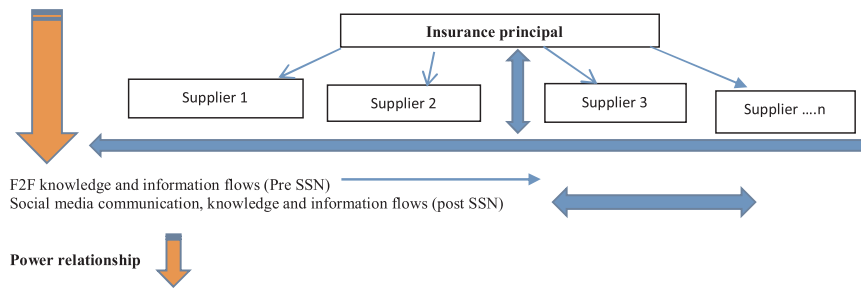 Insurance principal
Supplier 1
Supplier 2
Supplier 3
Supplier ….n
F2F knowledge and information flows (Pre SSN)
Social media communication, knowledge and information flows (post SSN)
Power relationship